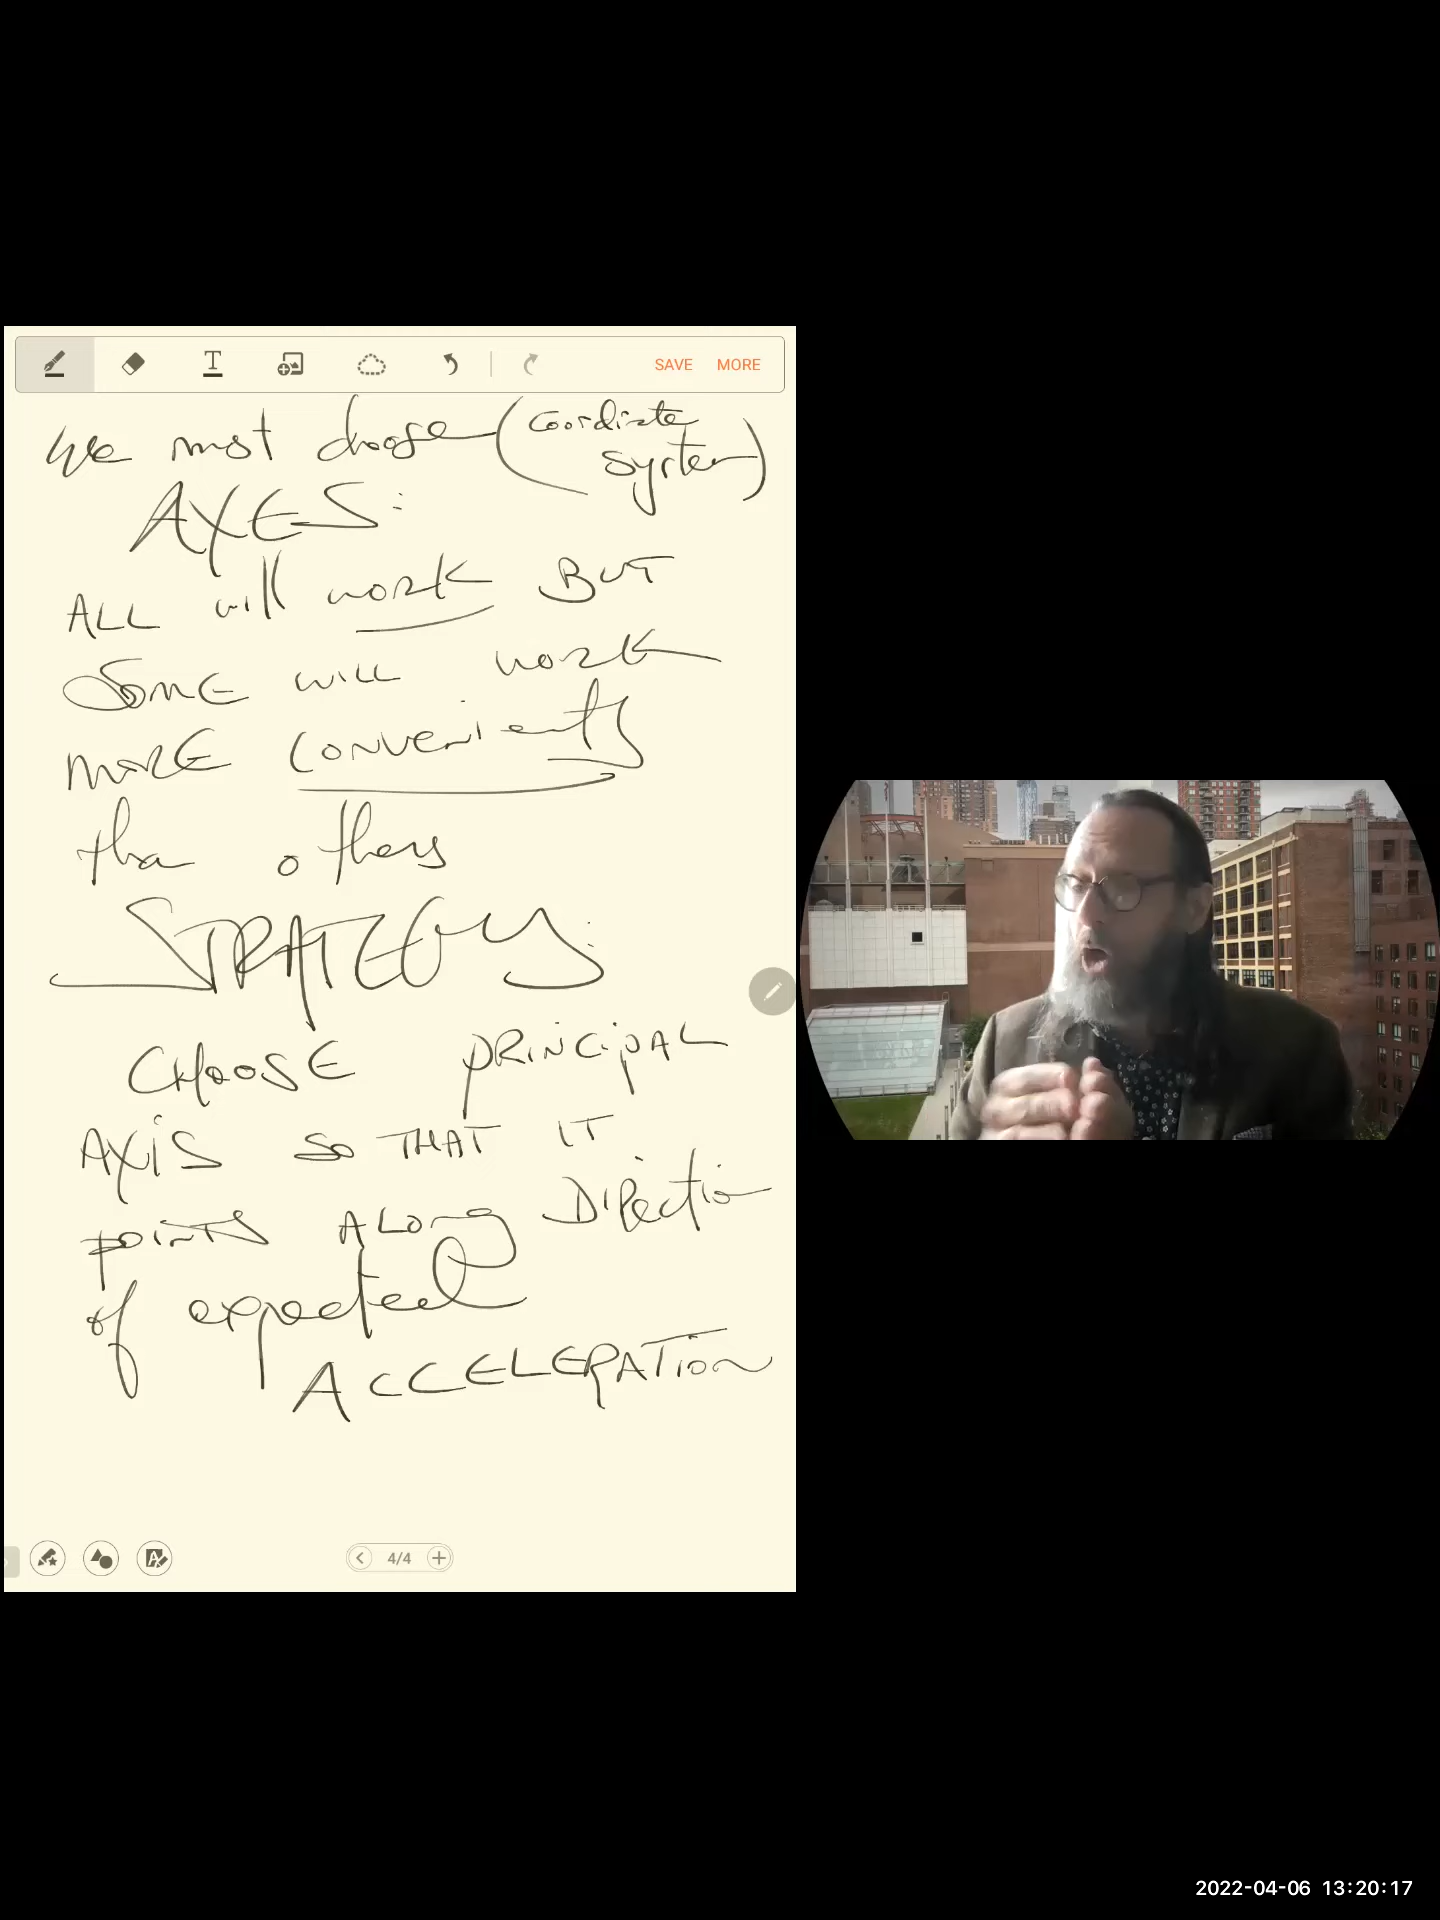 T SAVE MORE
We must choose (coordinate
system)
AXES:
ALL will work BUT
SOME WILL work
MORE conveniently
than others
STRATEGY:
CHOOSE PRINCIPAL
AXIS SO THAT IT
points ALONG DIRection
of expected
ACCELERATION
4/4
2022-04-06 13:20:17